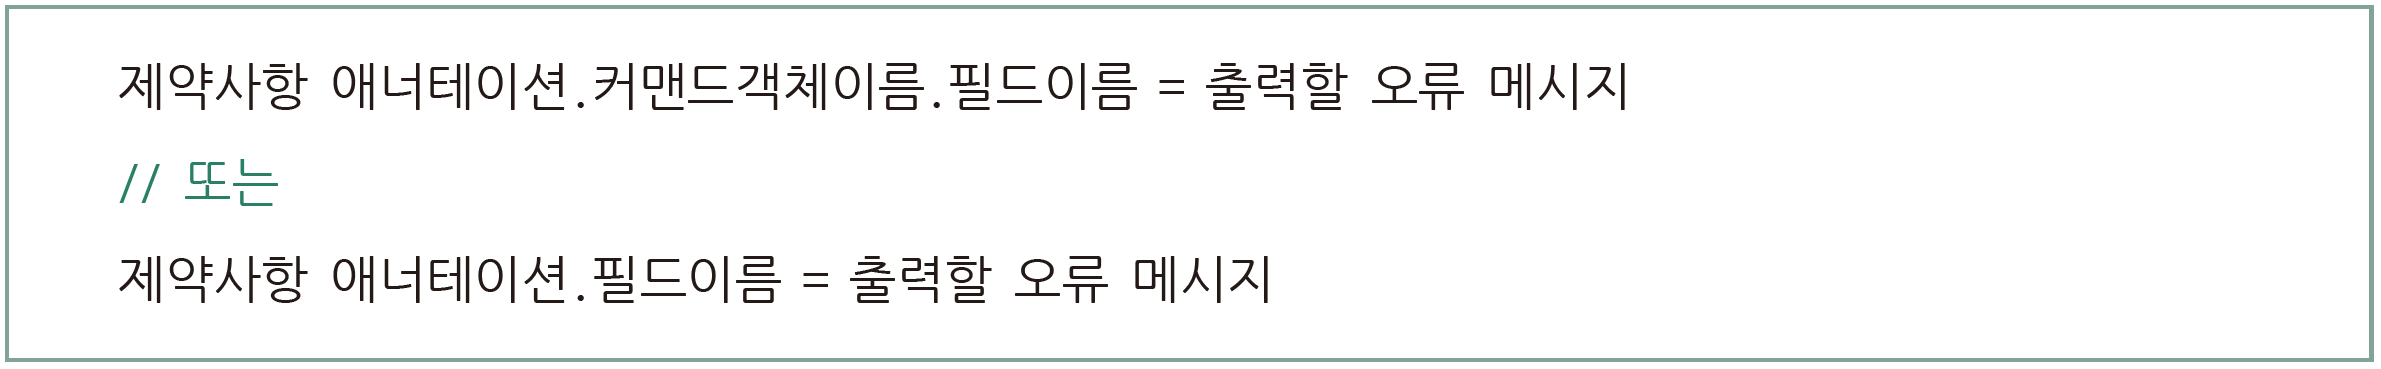 제약사항 애너테이션.커맨드객체이름.필드이름 = 출력할 오류 메시지
// 또는
제약사항 애너테이션.필드이름 = 출력할 오류 메시지